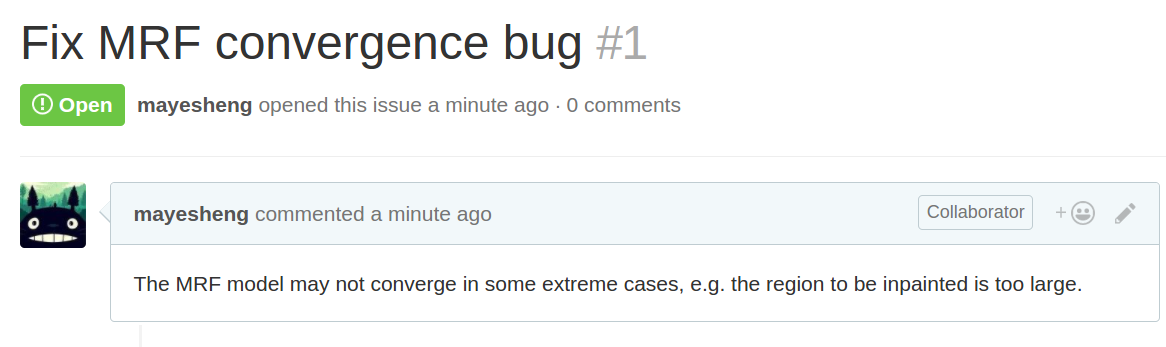 Fix MRF convergence bug #1
Open mayesheng opened this issue a minute ago · 0 comments
mayesheng commented a minute ago Collaborator
The MRF model may not converge in some extreme cases, e.g. the region to be inpainted is too large.